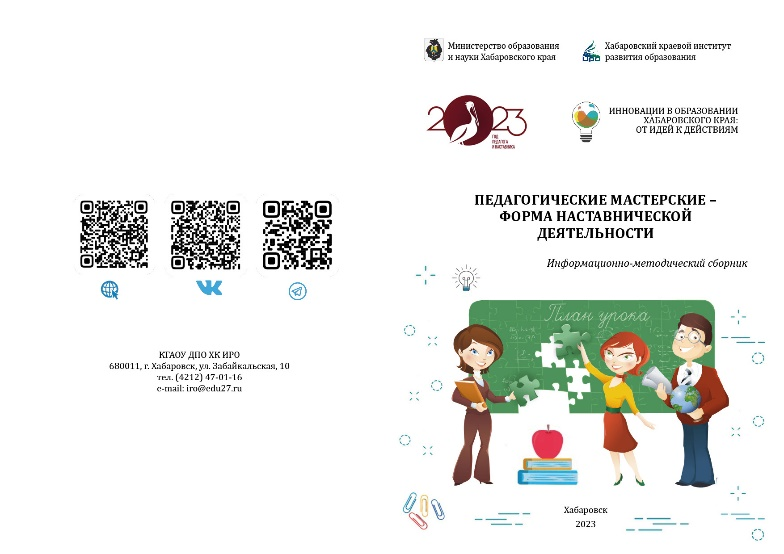 Министерство образования
и науки Хабаровского края
Хабаровский краевой институт
развития образования
2023
ГОД
ПЕДАГОГА
И НАСТАВНИКА
ИННОВАЦИИ В ОБРАЗОВАНИИ
ХАБАРОВСКОГО КРАЯ:
ОТ ИДЕЙ К ДЕЙСТВИЯМ
ПЕДАГОГИЧЕСКИЕ МАСТЕРСКИЕ –
ФОРМА НАСТАВНИЧЕСКОЙ
ДЕЯТЕЛЬНОСТИ
Информационно-методический сборник
План урока
Хабаровск
2023
КГАОУ ДПО ХК ИРО
680011, г. Хабаровск, ул. Забайкальская, 10
тел. (4212) 47-01-16
e-mail: iro@edu27.ru